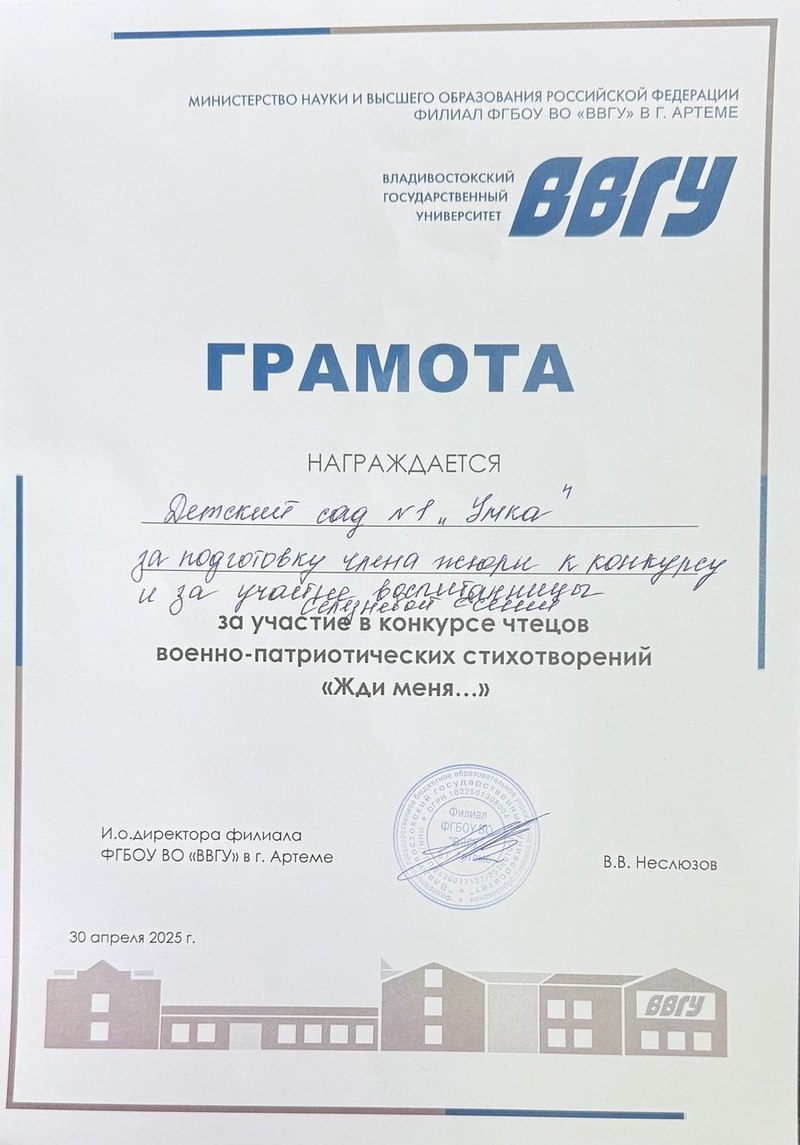 МИНИСТЕРСТВО НАУКИ И ВЫСШЕГО ОБРАЗОВАНИЯ РОССИЙСКОЙ ФЕДЕРАЦИИ
ФИЛИАЛ ФГБОУ ВО «ВВГУ» В Г. АРТЕМЕ
ВЛАДИВОСТОКСКИЙ
ГОСУДАРСТВЕННЫЙ
УНИВЕРСИТЕТ
ВВГУ
ГРАМОТА
НАГРАЖДАЕТСЯ
Детский сад №1 „Умка"
за подготовку члена жюри к конкурсу
и за участие воспитанницы
Селезневой Есении
за участие в конкурсе чтецов
военно-патриотических стихотворений
«Жди меня...»
И.о.директора филиала
ФГБОУ ВО «ВВГУ» в г. Артеме
Филиал
ФГБОУ ВО
В.В. Неслюзов
30 апреля 2025 г.
ВВГУ